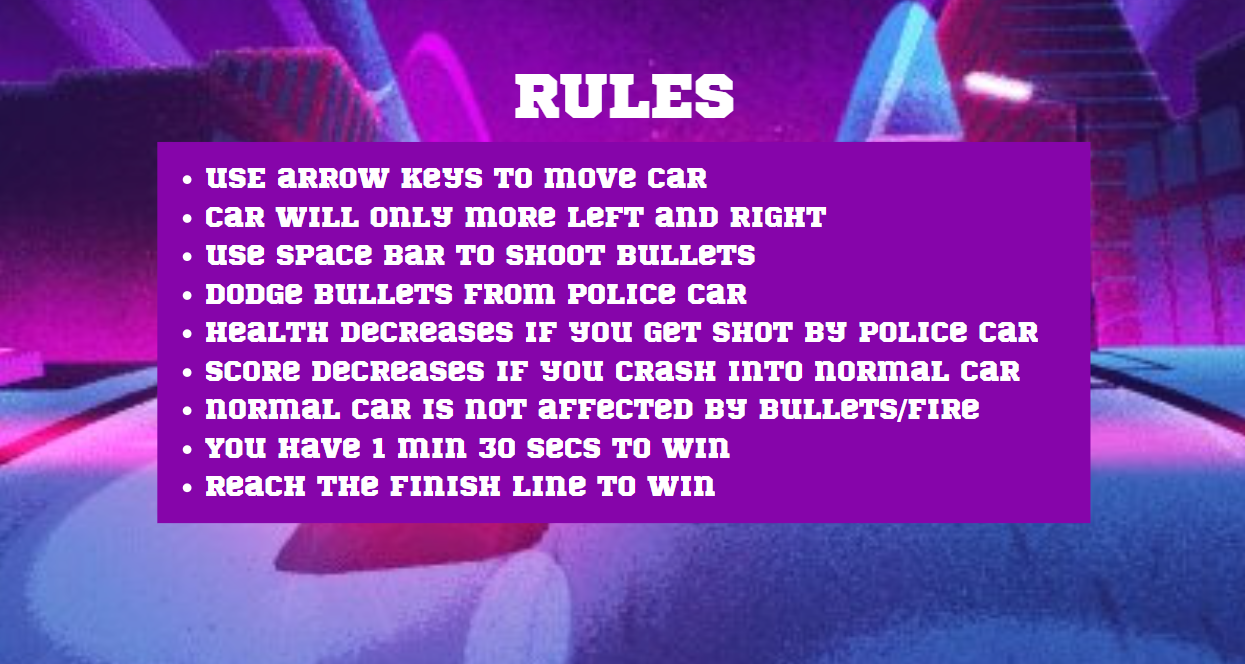 RULES
• USE ARROW KEYS TO MOVE CAR
• CAR WILL ONLY MORE LEFT AND RIGHT
• USE SPACE BAR TO SHOOT BULLETS
• DODGE BULLETS FROM POLICE CAR
• HEALTH DECREASES IF YOU GET SHOT BY POLICE CAR
• SCORE DECREASES IF YOU CRASH INTO NORMAL CAR
• NORMAL CAR IS NOT AFFECTED BY BULLETS/FIRE
• YOU HAVE 1 MIN 30 SECS TO WIN
• REACH THE FINISH LINE TO WIN